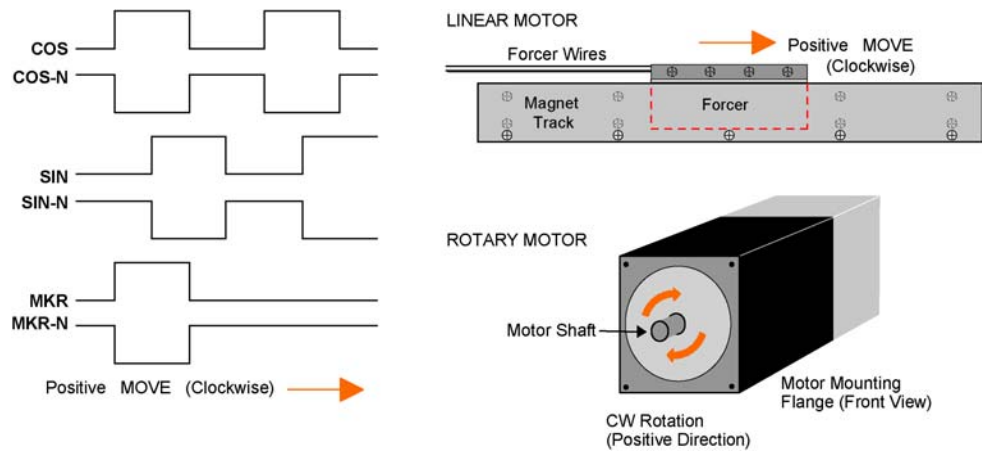 COS
COS-N
SIN
SIN-N
MKR
MKR-N
Positive MOVE (Clockwise)
LINEAR MOTOR
Forcer Wires
Positive MOVE
(Clockwise)
Magnet
Track
Forcer
ROTARY MOTOR
Motor Shaft
Motor Mounting
Flange (Front View)
CW Rotation
(Positive Direction)